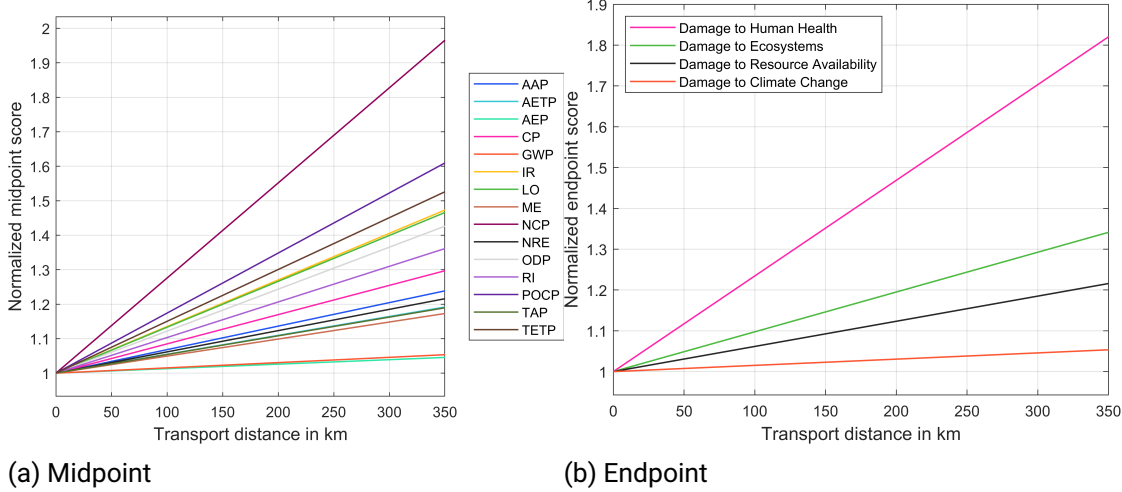 2
1.9
1.8
1.7
1.6
1.5
1.4
1.3
1.2
1.1
1
Normalized midpoint score
0 50 100 150 200 250 300 350
Transport distance in km
AAP
AETP
AEP
CP
GWP
IR
LO
ME
NCP
NRE
ODP
RI
POCP
TAP
TETP
(a) Midpoint
1.9
1.8
1.7
1.6
1.5
1.4
1.3
1.2
1.1
1
Normalized endpoint score
Damage to Human Health
Damage to Ecosystems
Damage to Resource Availability
Damage to Climate Change
0 50 100 150 200 250 300 350
Transport distance in km
(b) Endpoint